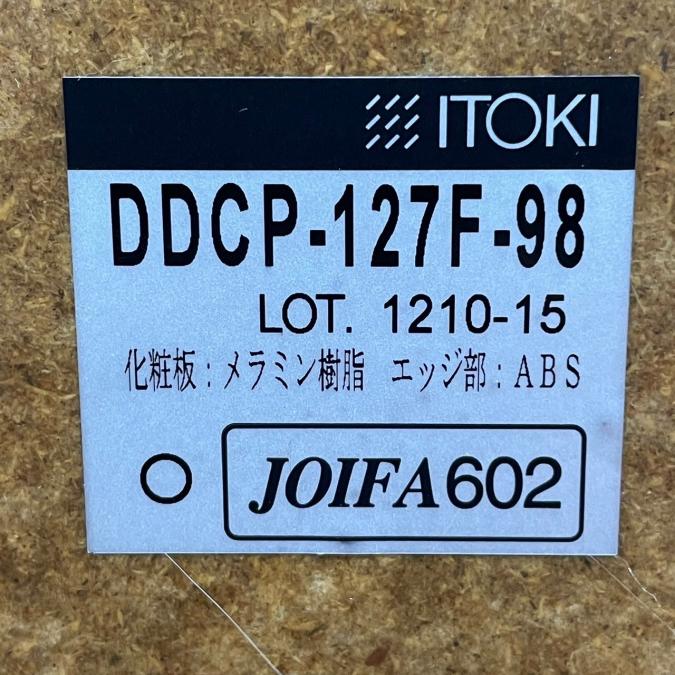 ITOKI
DDCP-127F-98
LOT. 1210-15
化粧板：メラミン樹脂 エッジ部：ABS
○ JOIFA602